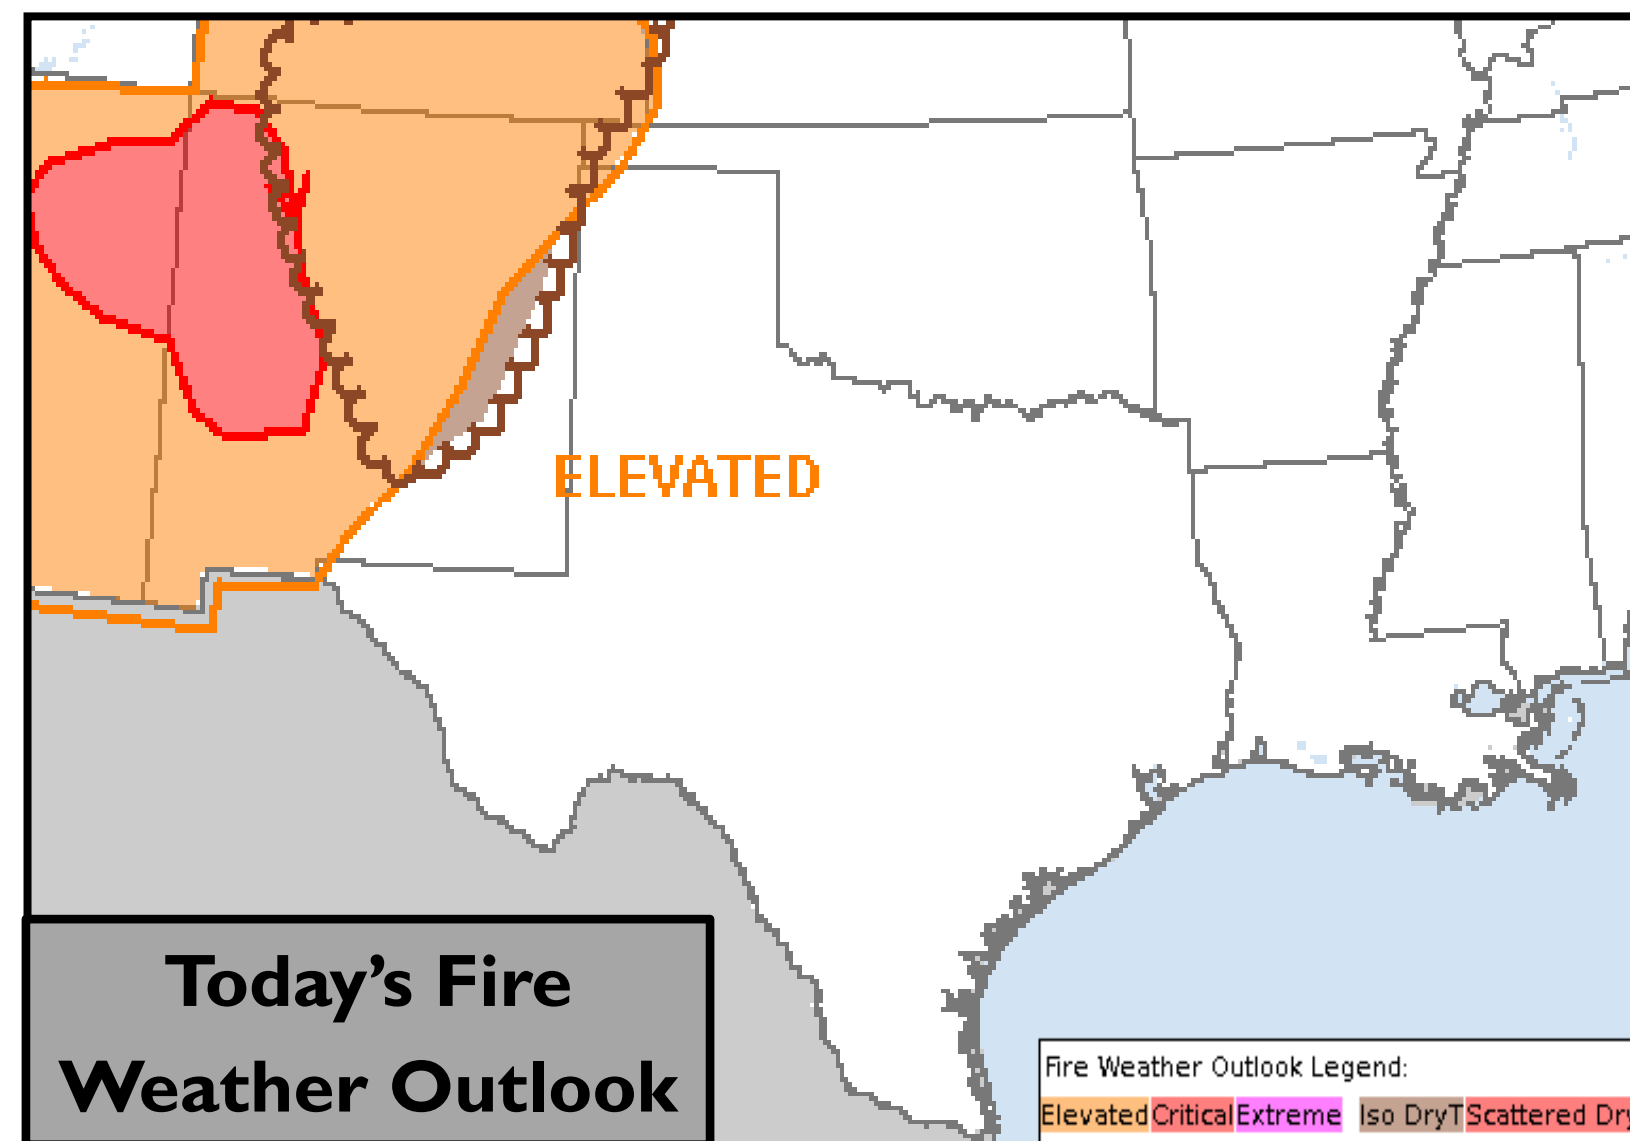 ELEVATED
Today’s Fire
Weather Outlook
Fire Weather Outlook Legend:
Elevated Critical Extreme Iso DryT Scattered Dry